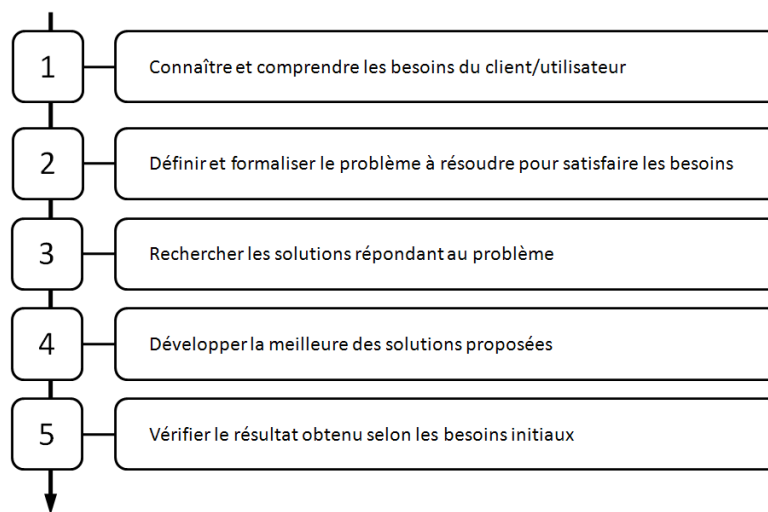 1 Connaître et comprendre les besoins du client/utilisateur
2 Définir et formaliser le problème à résoudre pour satisfaire les besoins
3 Rechercher les solutions répondant au problème
4 Développer la meilleure des solutions proposées
5 Vérifier le résultat obtenu selon les besoins initiaux